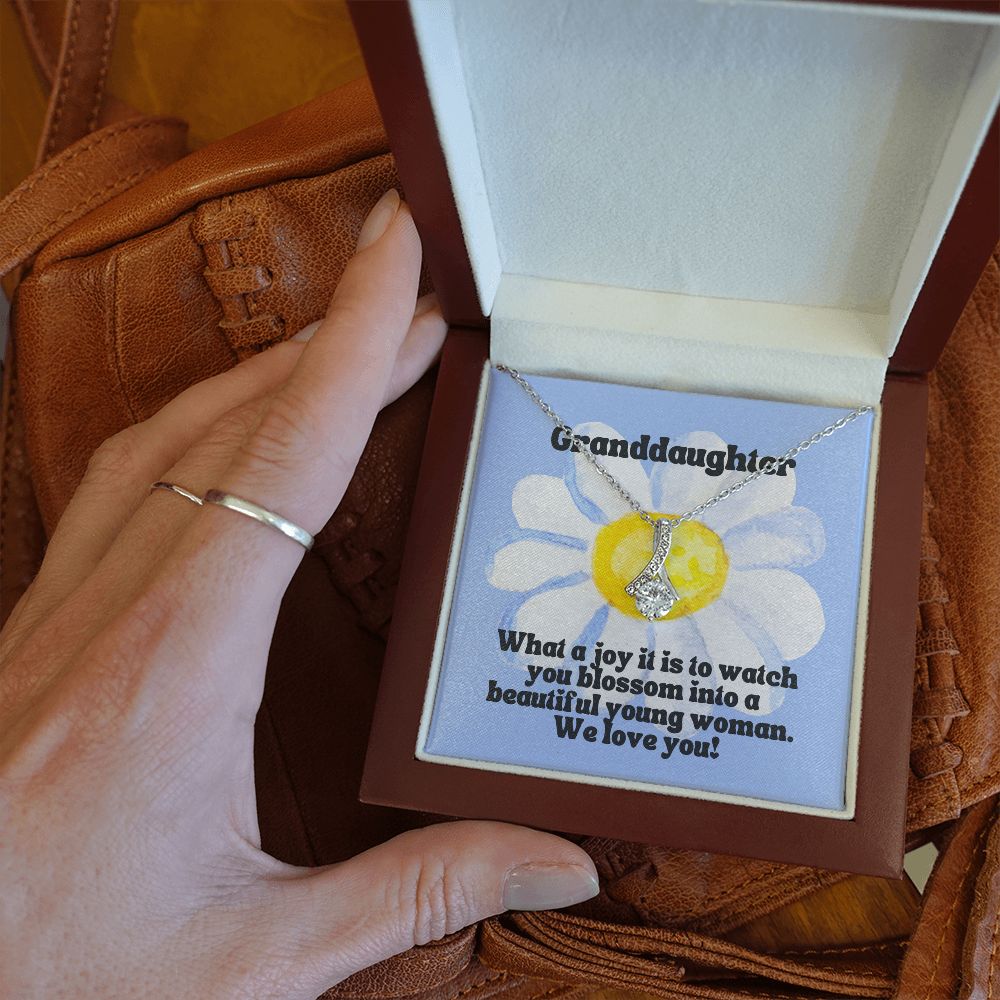 Granddaughter
What a joy it is to watch
you blossom into a
beautiful young woman.
We love you!